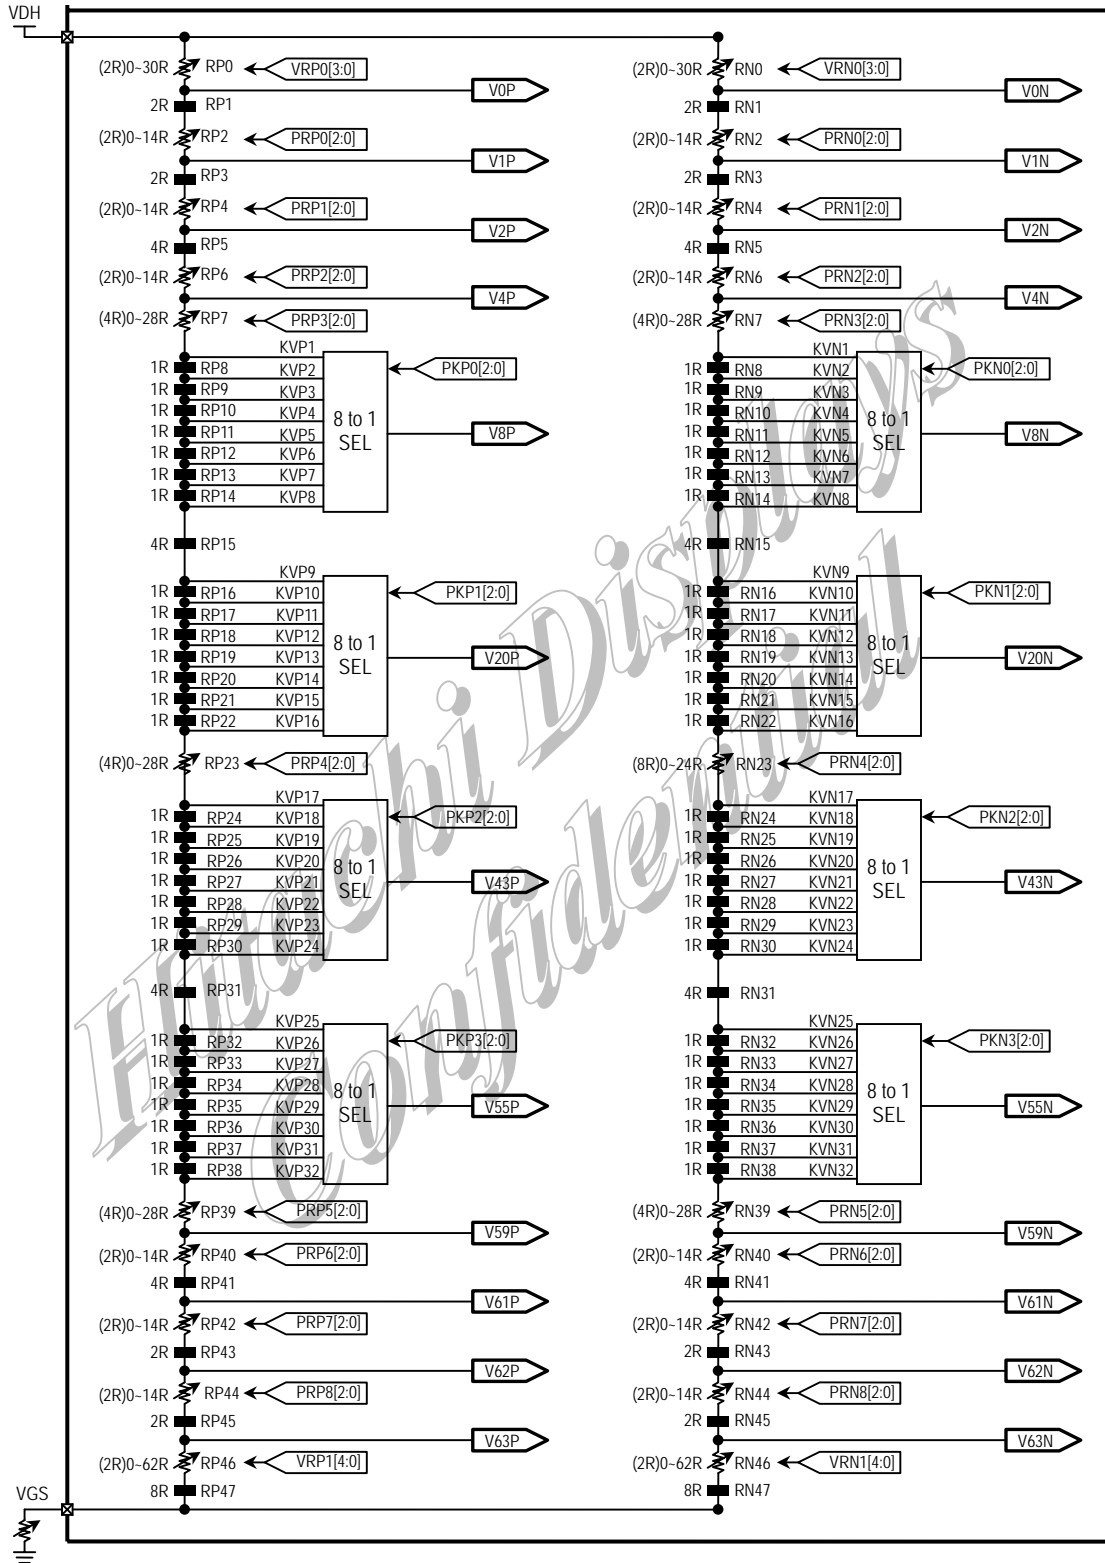 VDH
(2R)0~30R RP0 VRP0[3:0] (2R)0~30R RN0 VRN0[3:0]
V0P V0N
2R RP1 2R RN1
(2R)0~14R RP2 PRP0[2:0] (2R)0~14R RN2 PRN0[2:0]
V1P V1N
2R RP3 2R RN3
(2R)0~14R RP4 PRP1[2:0] (2R)0~14R RN4 PRN1[2:0]
V2P V2N
4R RP5 4R RN5
(2R)0~14R RP6 PRP2[2:0] (2R)0~14R RN6 PRN2[2:0]
V4P V4N
(4R)0~28R RP7 PRP3[2:0] (4R)0~28R RN7 PRN3[2:0]
KVP1 KVN1
1R RP8 KVP2 PKP0[2:0] 1R RN8 KVN2 PKN0[2:0]
1R RP9 KVP3 1R RN9 KVN3
1R RP10 KVP4 8 to 1 1R RN10 KVN4 8 to 1
1R RP11 KVP5 SEL V8P 1R RN11 KVN5 SEL V8N
1R RP12 KVP6 1R RN12 KVN6
1R RP13 KVP7 1R RN13 KVN7
1R RP14 KVP8 1R RN14 KVN8
4R RP15 4R RN15
KVP9 KVN9
1R RP16 KVP10 PKP1[2:0] 1R RN16 KVN10 PKN1[2:0]
1R RP17 KVP11 1R RN17 KVN11
1R RP18 KVP12 8 to 1 1R RN18 KVN12 8 to 1
1R RP19 KVP13 SEL V20P 1R RN19 KVN13 SEL V20N
1R RP20 KVP14 1R RN20 KVN14
1R RP21 KVP15 1R RN21 KVN15
1R RP22 KVP16 1R RN22 KVN16
(4R)0~28R RP23 PRP4[2:0] (8R)0~24R RN23 PRN4[2:0]
KVP17 KVN17
1R RP24 KVP18 PKP2[2:0] 1R RN24 KVN18 PKN2[2:0]
1R RP25 KVP19 1R RN25 KVN19
1R RP26 KVP20 8 to 1 1R RN26 KVN20 8 to 1
1R RP27 KVP21 SEL V43P 1R RN27 KVN21 SEL V43N
1R RP28 KVP22 1R RN28 KVN22
1R RP29 KVP23 1R RN29 KVN23
1R RP30 KVP24 1R RN30 KVN24
4R RP31 4R RN31
KVP25 KVN25
1R RP32 KVP26 PKP3[2:0] 1R RN32 KVN26 PKN3[2:0]
1R RP33 KVP27 1R RN33 KVN27
1R RP34 KVP28 8 to 1 1R RN34 KVN28 8 to 1
1R RP35 KVP29 SEL V55P 1R RN35 KVN29 SEL V55N
1R RP36 KVP30 1R RN36 KVN30
1R RP37 KVP31 1R RN37 KVN31
1R RP38 KVP32 1R RN38 KVN32
(4R)0~28R RP39 PRP5[2:0] (4R)0~28R RN39 PRN5[2:0]
V59P V59N
(2R)0~14R RP40 PRP6[2:0] (2R)0~14R RN40 PRN6[2:0]
4R RP41 4R RN41
V61P V61N
(2R)0~14R RP42 PRP7[2:0] (2R)0~14R RN42 PRN7[2:0]
2R RP43 2R RN43
V62P V62N
(2R)0~14R RP44 PRP8[2:0] (2R)0~14R RN44 PRN8[2:0]
2R RP45 2R RN45
V63P V63N
(2R)0~62R RP46 VRP1[4:0] (2R)0~62R RN46 VRN1[4:0]
VGS 8R RP47 8R RN47
Hitachi Displays
Confidential